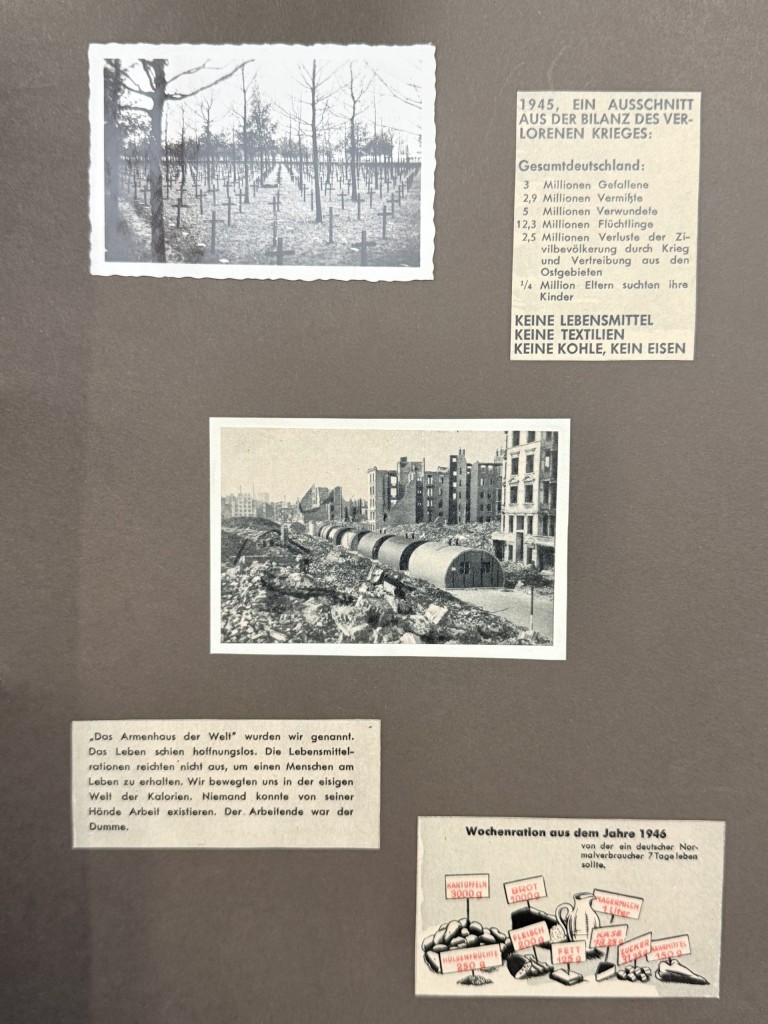 1945, EIN AUSSCHNITT
AUS DER BILANZ DES VER-
LORENEN KRIEGES:
Gesamtdeutschland:
3 Millionen Gefallene
2,9 Millionen Vermißte
5 Millionen Verwundete
12,3 Millionen Flüchtlinge
2,5 Millionen Verluste der Zi-
vilbevölkerung durch Krieg
und Vertreibung aus den
Ostgebieten
¼ Million Eltern suchten ihre
Kinder
KEINE LEBENSMITTEL
KEINE TEXTILIEN
KEINE KOHLE, KEIN EISEN
„Das Armenhaus der Welt" wurden wir genannt.
Das Leben schien hoffnungslos. Die Lebensmittel-
rationen reichten nicht aus, um einen Menschen am
Leben zu erhalten. Wir bewegten uns in der eisigen
Welt der Kalorien. Niemand konnte von seiner
Hände Arbeit existieren. Der Arbeitende war der
Dumme.
Wochenration aus dem Jahre 1946
von der ein deutscher Nor-
malverbraucher 7 Tage leben
sollte.
KARTOFFELN
3000 g
BROT
1000 g
MAGERMILCH
1 Liter
FLEISCH
200 g
KÄSE
FETT
125 g
ZUCKER
NÄHRMITTEL
150 g
HÜLSENFRÜCHTE
250 g